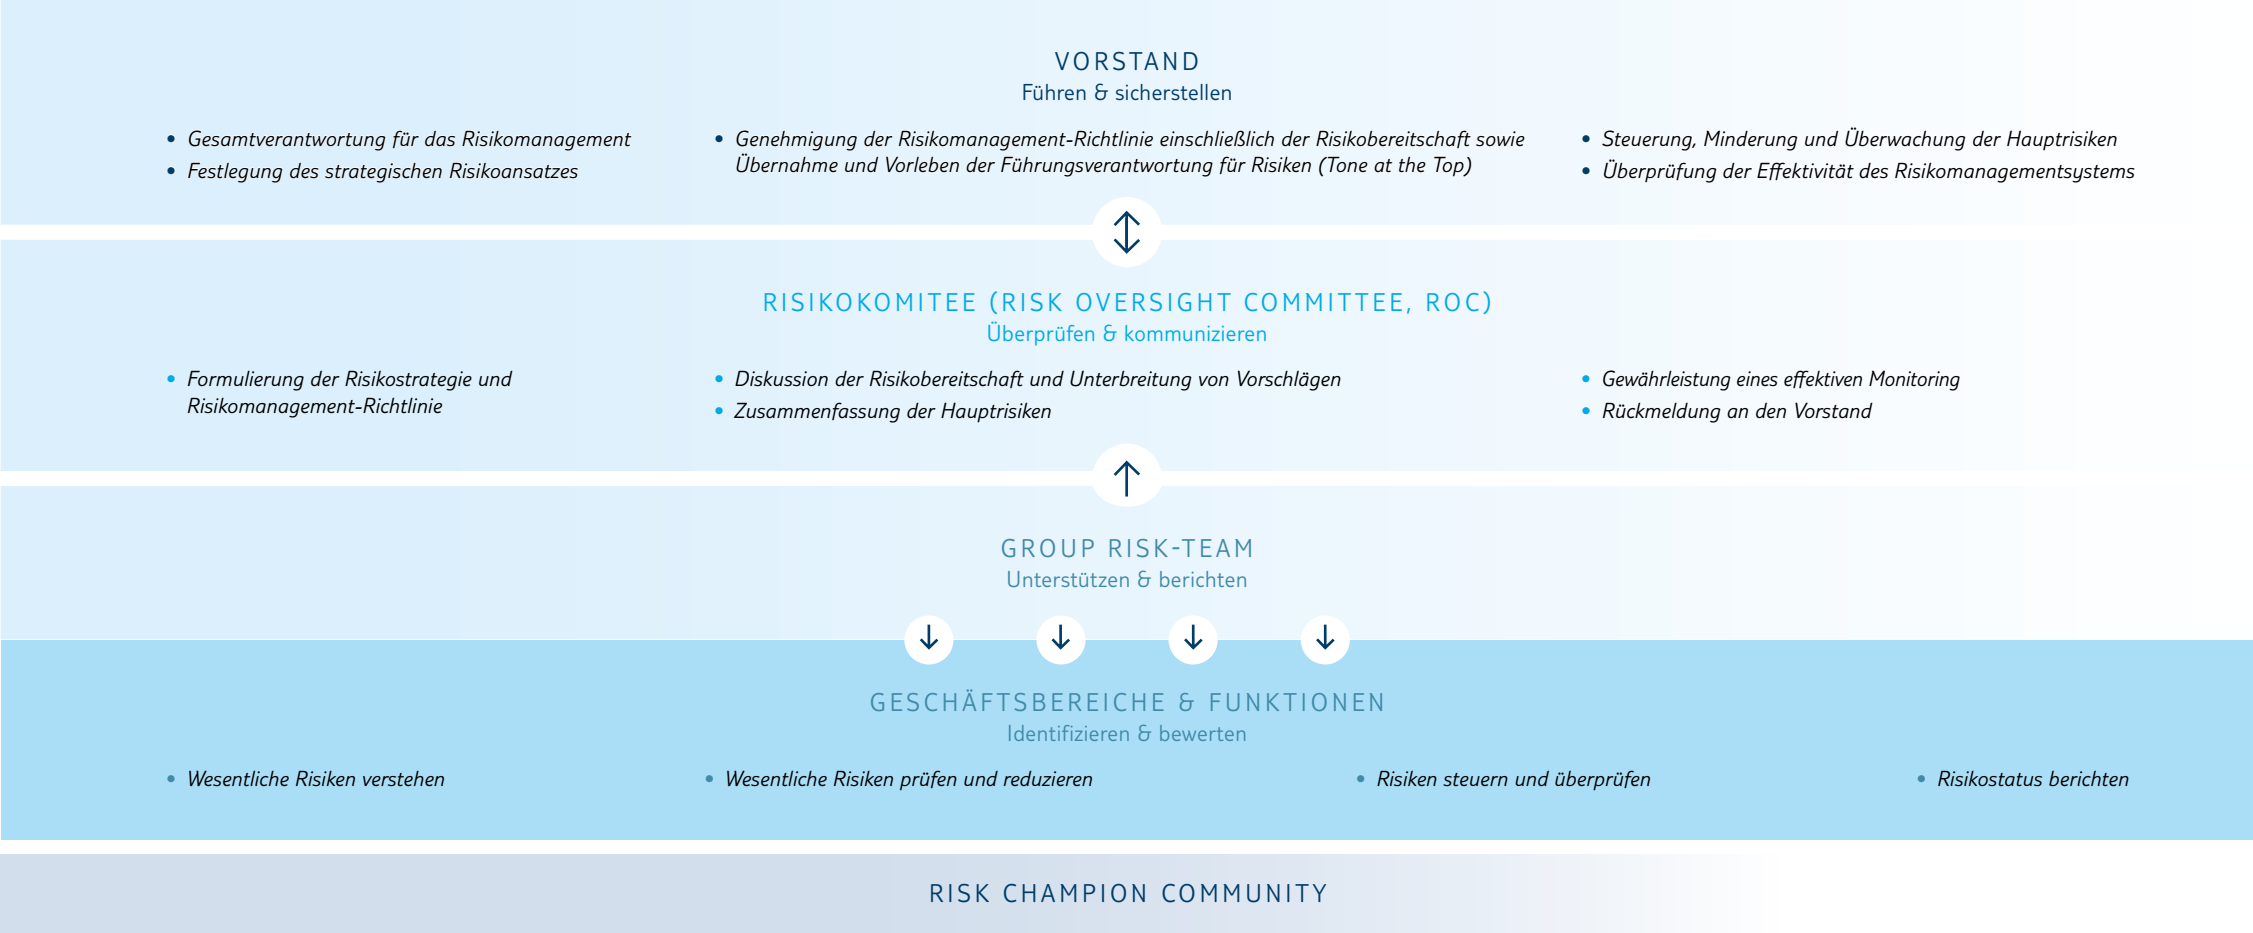 VORSTAND
Führen & sicherstellen
• Gesamtverantwortung für das Risikomanagement
• Festlegung des strategischen Risikoansatzes
• Genehmigung der Risikomanagement-Richtlinie einschließlich der Risikobereitschaft sowie
Übernahme und Vorleben der Führungsverantwortung für Risiken (Tone at the Top)
• Steuerung, Minderung und Überwachung der Hauptrisiken
• Überprüfung der Effektivität des Risikomanagementsystems
RISIKOKOMITEE (RISK OVERSIGHT COMMITTEE, ROC)
Überprüfen & kommunizieren
• Formulierung der Risikostrategie und
Risikomanagement-Richtlinie
• Diskussion der Risikobereitschaft und Unterbreitung von Vorschlägen
• Zusammenfassung der Hauptrisiken
• Gewährleistung eines effektiven Monitoring
• Rückmeldung an den Vorstand
GROUP RISK-TEAM
Unterstützen & berichten
GESCHÄFTSBEREICHE & FUNKTIONEN
Identifizieren & bewerten
• Wesentliche Risiken verstehen
• Wesentliche Risiken prüfen und reduzieren
• Risiken steuern und überprüfen
• Risikostatus berichten
RISK CHAMPION COMMUNITY